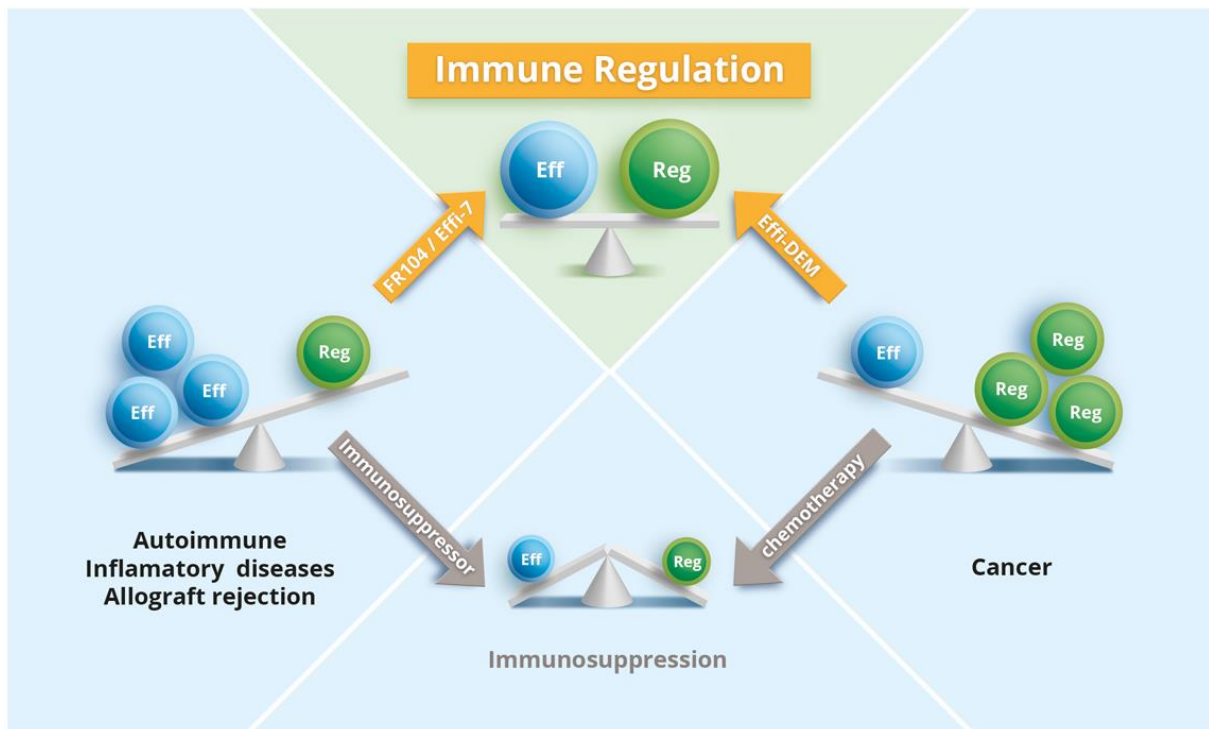 Immune Regulation
Eff
Reg
FR104 / Effi-7
Effi-DEM
Eff
Eff
Eff
Reg
Eff
Reg
Reg
Reg
Immunosuppressor
chemotherapy
Eff
Reg
Autoimmune
Inflamatory diseases
Allograft rejection
Cancer
Immunosuppression